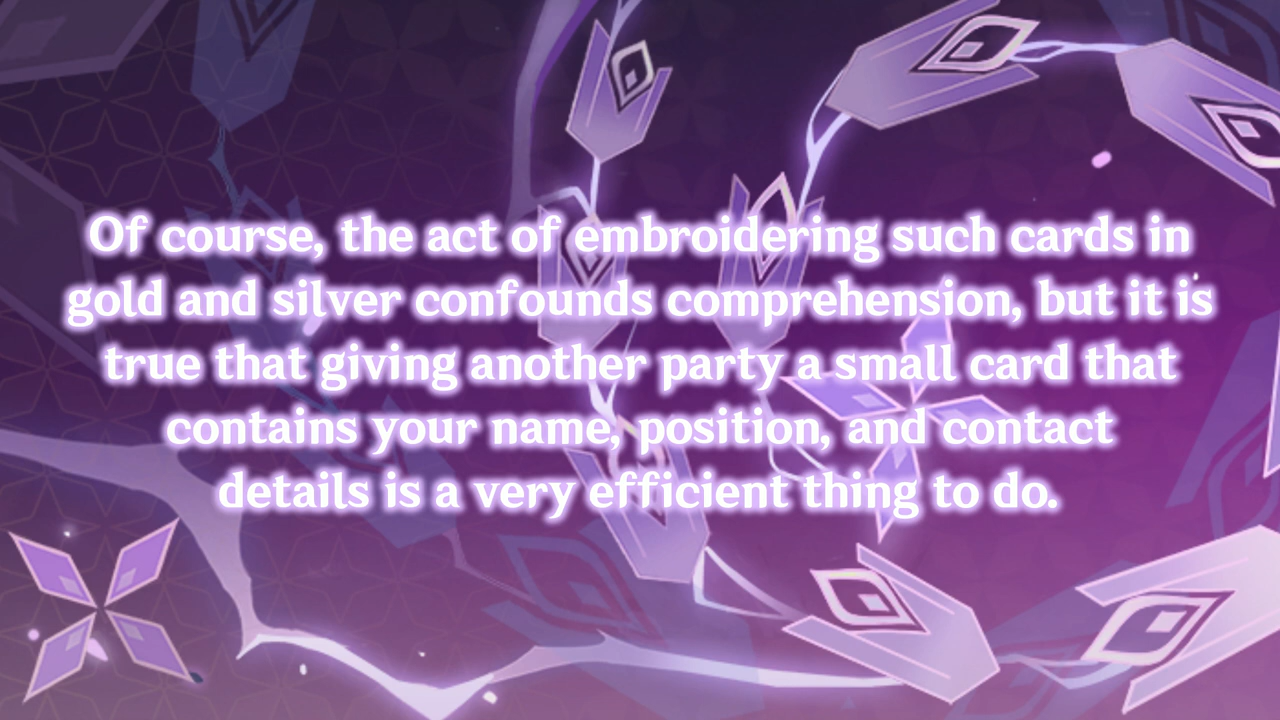 Of course, the act of embroidering such cards in
gold and silver confounds comprehension, but it is
true that giving another party a small card that
contains your name, position, and contact
details is a very efficient thing to do.